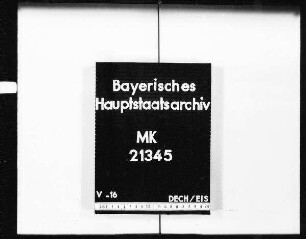 Bayerisches
Hauptstaatsarchiv
MK
21345
V -16 DECH/EIS